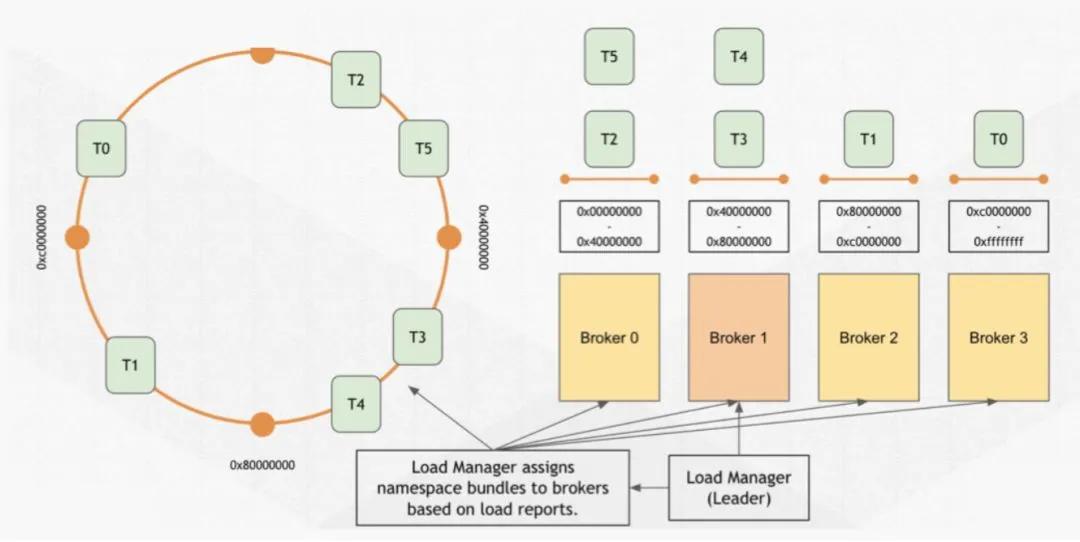 T2
T0
T5
0xc0000000
0x40000000
T3
T1
T4
0x80000000
T5
T4
T2
T3
T1
T0
0x00000000
-
0x40000000
0x40000000
-
0x80000000
0x80000000
-
0xc0000000
0xc0000000
-
0xffffffff
Broker 0
Broker 1
Broker 2
Broker 3
Load Manager assigns
namespace bundles to brokers
based on load reports.
Load Manager
(Leader)